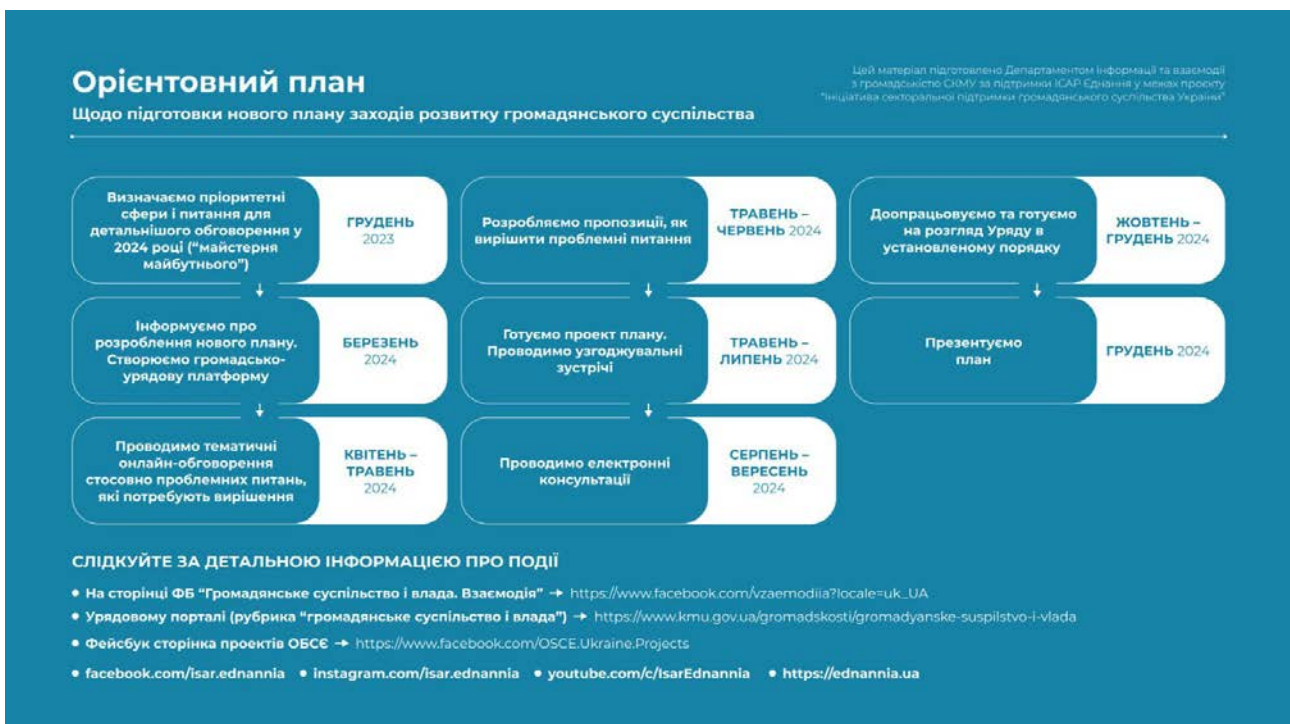 Орієнтовний план
Щодо підготовки нового плану заходів розвитку громадянського суспільства
Цей матеріал підготовлено Департаментом інформації та взаємодії
з громадськістю СКМУ за підтримки ІСАР Єднання у межах проєкту
"Ініціатива секторальної підтримки громадянського суспільства України"
Визначаємо пріоритетні
сфери і питання для
детальнішого обговорення у
2024 році ("майстерня
майбутнього")
ГРУДЕНЬ
2023
Інформуємо про
розроблення нового плану.
Створюємо громадсько-
урядову платформу
БЕРЕЗЕНЬ
2024
Проводимо тематичні
онлайн-обговорення
стосовно проблемних питань,
які потребують вирішення
КВІТЕНЬ –
ТРАВЕНЬ
2024
Розробляємо пропозиції, як
вирішити проблемні питання
ТРАВЕНЬ –
ЧЕРВЕНЬ 2024
Готуємо проект плану.
Проводимо узгоджувальні
зустрічі
ТРАВЕНЬ –
ЛИПЕНЬ 2024
Проводимо електронні
консультації
СЕРПЕНЬ –
ВЕРЕСЕНЬ
2024
Доопрацьовуємо та готуємо
на розгляд Уряду в
установленому порядку
ЖОВТЕНЬ –
ГРУДЕНЬ 2024
Презентуємо
план
ГРУДЕНЬ 2024
СЛІДКУЙТЕ ЗА ДЕТАЛЬНОЮ ІНФОРМАЦІЄЮ ПРО ПОДІЇ
• На сторінці ФБ "Громадянське суспільство і влада. Взаємодія" → https://www.facebook.com/vzaemodiia?locale=uk_UA
• Урядовому порталі (рубрика "громадянське суспільство і влада") → https://www.kmu.gov.ua/gromadskosti/gromadyanske-suspilstvo-i-vlada
• Фейсбук сторінка проектів ОБСЄ → https://www.facebook.com/OSCE.Ukraine.Projects
• facebook.com/isar.ednannia • instagram.com/isar.ednannia • youtube.com/c/IsarEdnannia • https://ednannia.ua